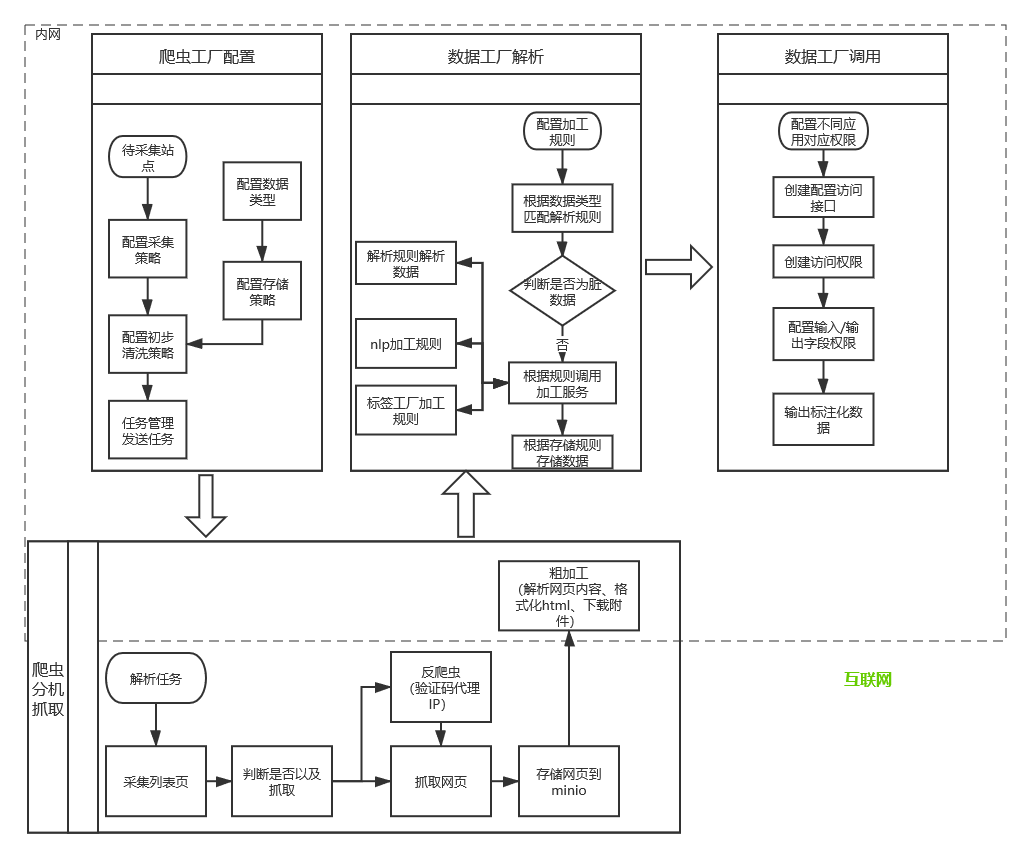 内网
爬虫工厂配置
待采集站
点
配置数据
类型
配置采集
策略
配置存储
策略
配置初步
清洗策略
任务管理
发送任务
数据工厂解析
配置加工
规则
根据数据类型
匹配解析规则
解析规则解析
数据
判断是否为脏
数据
否
nlp加工规则
根据规则调用
加工服务
标签工厂加工
规则
根据存储规则
存储数据
数据工厂调用
配置不同应
用对应权限
创建配置访问
接口
创建访问权限
配置输入/输
出字段权限
输出标注化数
据
爬虫
分机
抓取
粗加工
（解析网页内容、格
式化html、下载附
件）
解析任务
反爬虫
（验证码代理
IP）
采集列表页
判断是否以及
抓取
抓取网页
存储网页到
minio
互联网